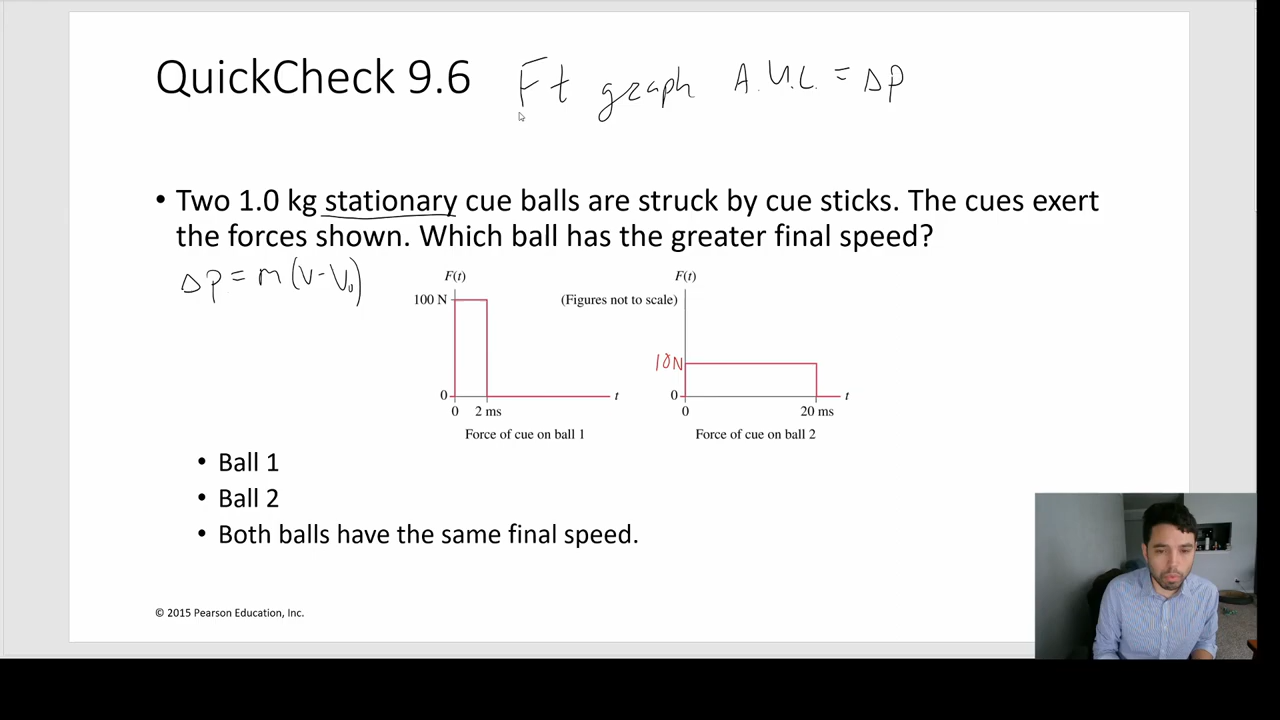 QuickCheck 9.6 Ft graph A.U.C. = Δp
• Two 1.0 kg stationary cue balls are struck by cue sticks. The cues exert
the forces shown. Which ball has the greater final speed?
Δp = m(v-v₀)
F(t)
100 N
0
0 2 ms
t
Force of cue on ball 1
(Figures not to scale)
F(t)
10N
0
0
20 ms
t
Force of cue on ball 2
• Ball 1
• Ball 2
• Both balls have the same final speed.
© 2015 Pearson Education, Inc.